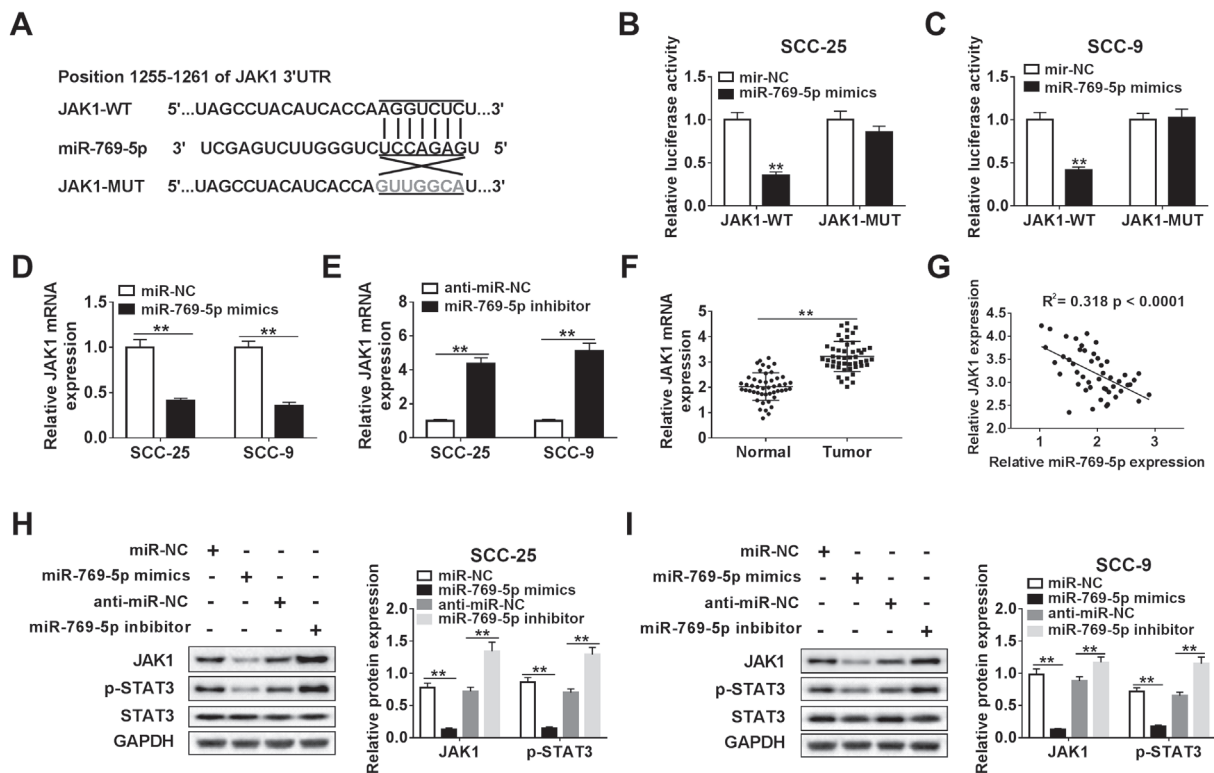 A
Position 1255-1261 of JAK1 3'UTR
JAK1-WT 5'...UAGCCUACAUCACCAAGGUCUCU...3'
miR-769-5p 3' UCGAGCUUGGGUCUCCAGAGU 5'
JAK1-MUT 5'...UAGCCUACAUCACCAGUUGGCAU...3'
B
SCC-25
mir-NC
miR-769-5p mimics
Relative luciferase activity
1.5
1.0
0.5
0.0
**
JAK1-WT JAK1-MUT
C
SCC-9
mir-NC
miR-769-5p mimics
Relative luciferase activity
1.5
1.0
0.5
0.0
**
JAK1-WT JAK1-MUT
D
miR-NC
miR-769-5p mimics
Relative JAK1 mRNA
expression
1.5
1.0
0.5
0.0
** **
SCC-25 SCC-9
E
anti-miR-NC
miR-769-5p inhibitor
Relative JAK1 mRNA
expression
8
6
4
2
0
** **
SCC-25 SCC-9
F
Relative JAK1 mRNA
expression
5
4
3
2
1
0
**
Normal Tumor
G
R2= 0.318 p < 0.0001
Relative JAK1 expression
4.5
4.0
3.5
3.0
2.5
2.0
1 2 3
Relative miR-769-5p expression
H
miR-NC + - - -
miR-769-5p mimics - + - -
anti-miR-NC - - + -
miR-769-5p inbibitor - - - +
JAK1
p-STAT3
STAT3
GAPDH
SCC-25
miR-NC
miR-769-5p mimics
anti-miR-NC
miR-769-5p inhibitor
Relative protein expression
2.0
1.5
1.0
0.5
0.0
** ** ** **
JAK1 p-STAT3
I
miR-NC + - - -
miR-769-5p mimics - + - -
anti-miR-NC - - + -
miR-769-5p inbibitor - - - +
JAK1
p-STAT3
STAT3
GAPDH
SCC-9
miR-NC
miR-769-5p mimics
anti-miR-NC
miR-769-5p inhibitor
Relative protein expression
2.0
1.5
1.0
0.5
0.0
** ** ** **
JAK1 p-STAT3